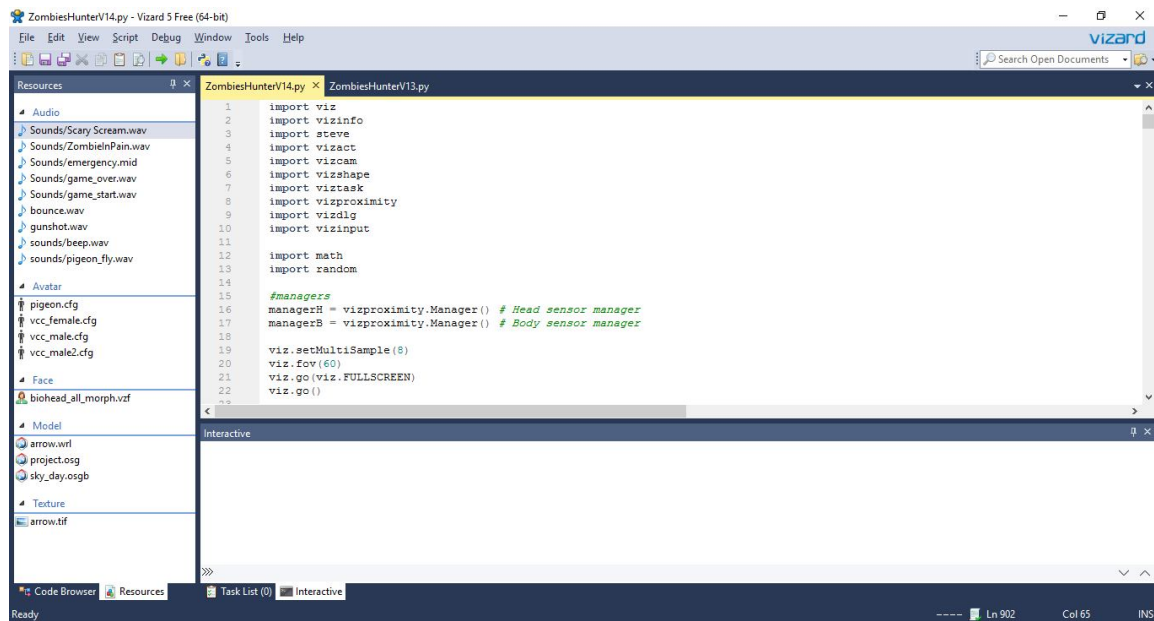 ZombiesHunterV14.py - Vizard 5 Free (64-bit)
File Edit View Script Debug Window Tools Help
vizard
Search Open Documents
Resources
Audio
Sounds/Scary Scream.wav
Sounds/ZombieInPain.wav
Sounds/emergency.mid
Sounds/game_over.wav
Sounds/game_start.wav
bounce.wav
gunshot.wav
sounds/beep.wav
sounds/pigeon_fly.wav
Avatar
pigeon.cfg
vcc_female.cfg
vcc_male.cfg
vcc_male2.cfg
Face
biohead_all_morph.vzf
Model
arrow.wrl
project.osg
sky_day.osgb
Texture
arrow.tif
Code Browser Resources
ZombiesHunterV14.py ZombiesHunterV13.py
1 import viz
2 import vizinfo
3 import steve
4 import vizact
5 import vizcam
6 import vizshape
7 import viztask
8 import vizproximity
9 import vizdlg
10 import vizinput
11
12 import math
13 import random
14
15 #managers
16 managerH = vizproximity.Manager() # Head sensor manager
17 managerB = vizproximity.Manager() # Body sensor manager
18
19 viz.setMultiSample(8)
20 viz.fov(60)
21 viz.go(viz.FULLSCREEN)
22 viz.go()
23
Interactive
>>>
Task List (0) Interactive
Ready ---- Ln 902 Col 65 INS